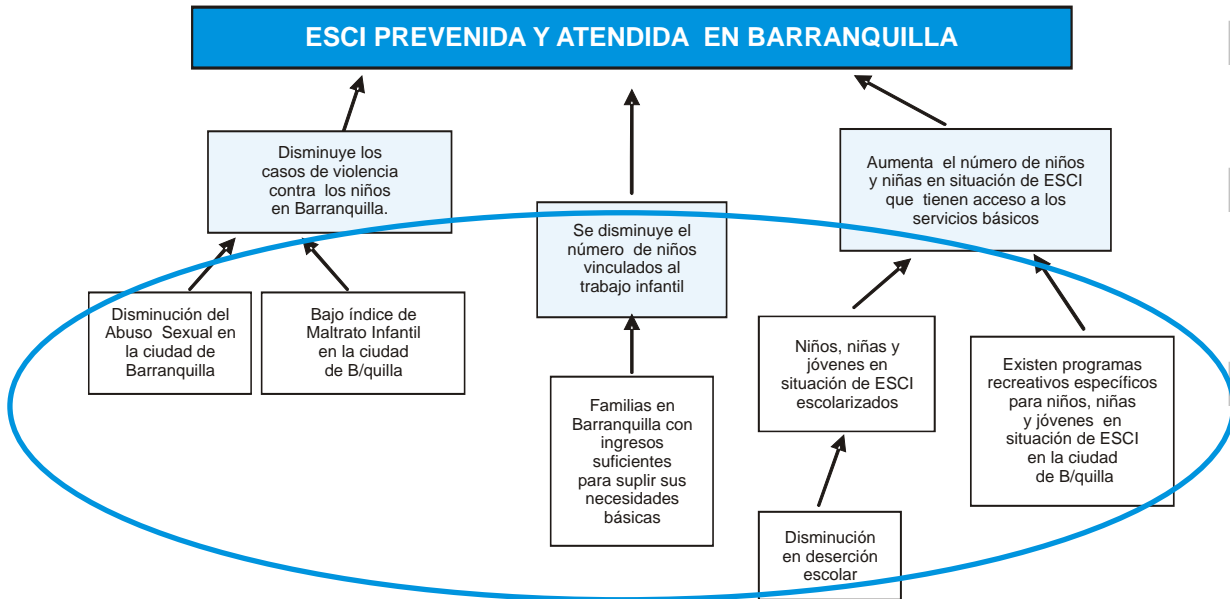 ESCI PREVENIDA Y ATENDIDA EN BARRANQUILLA
Disminuye los
casos de violencia
contra los niños
en Barranquilla.
Se disminuye el
número de niños
vinculados al
trabajo infantil
Aumenta el número de niños
y niñas en situación de ESCI
que tienen acceso a los
servicios básicos
Disminución del
Abuso Sexual en
la ciudad de
Barranquilla
Bajo índice de
Maltrato Infantil
en la ciudad
de B/quilla
Familias en
Barranquilla con
ingresos
suficientes
para suplir sus
necesidades
básicas
Niños, niñas y
jóvenes en
situación de ESCI
escolarizados
Existen programas
recreativos específicos
para niños, niñas
y jóvenes en
situación de ESCI
en la ciudad
de B/quilla
Disminución
en deserción
escolar